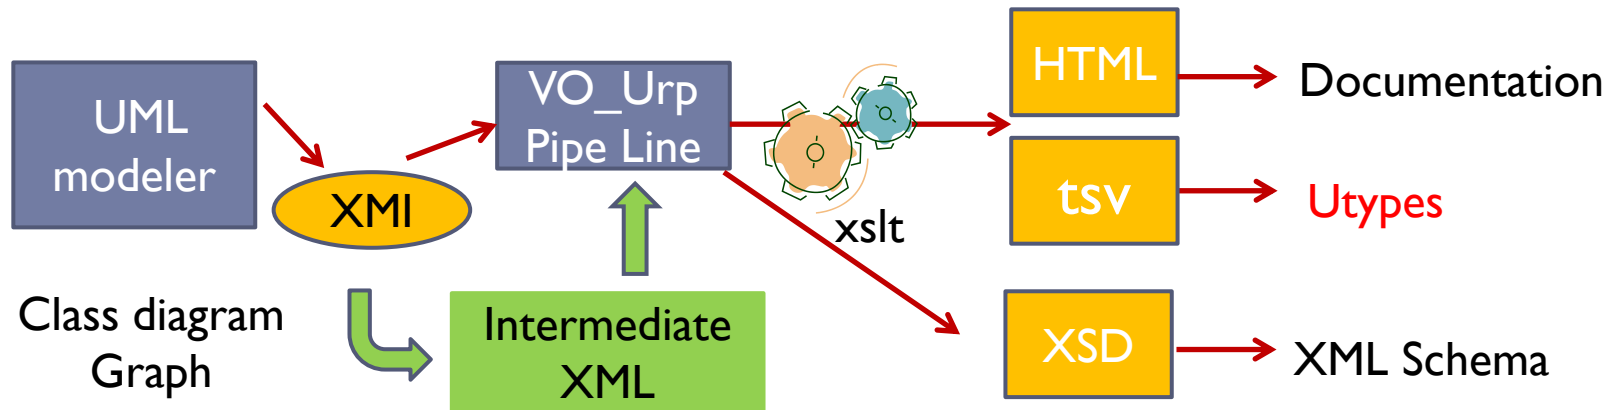 UML
modeler
XMI
Class diagram
Graph
VO_Urp
Pipe Line
Intermediate
XML
xslt
HTML
Documentation
tsv
Utypes
XSD
XML Schema